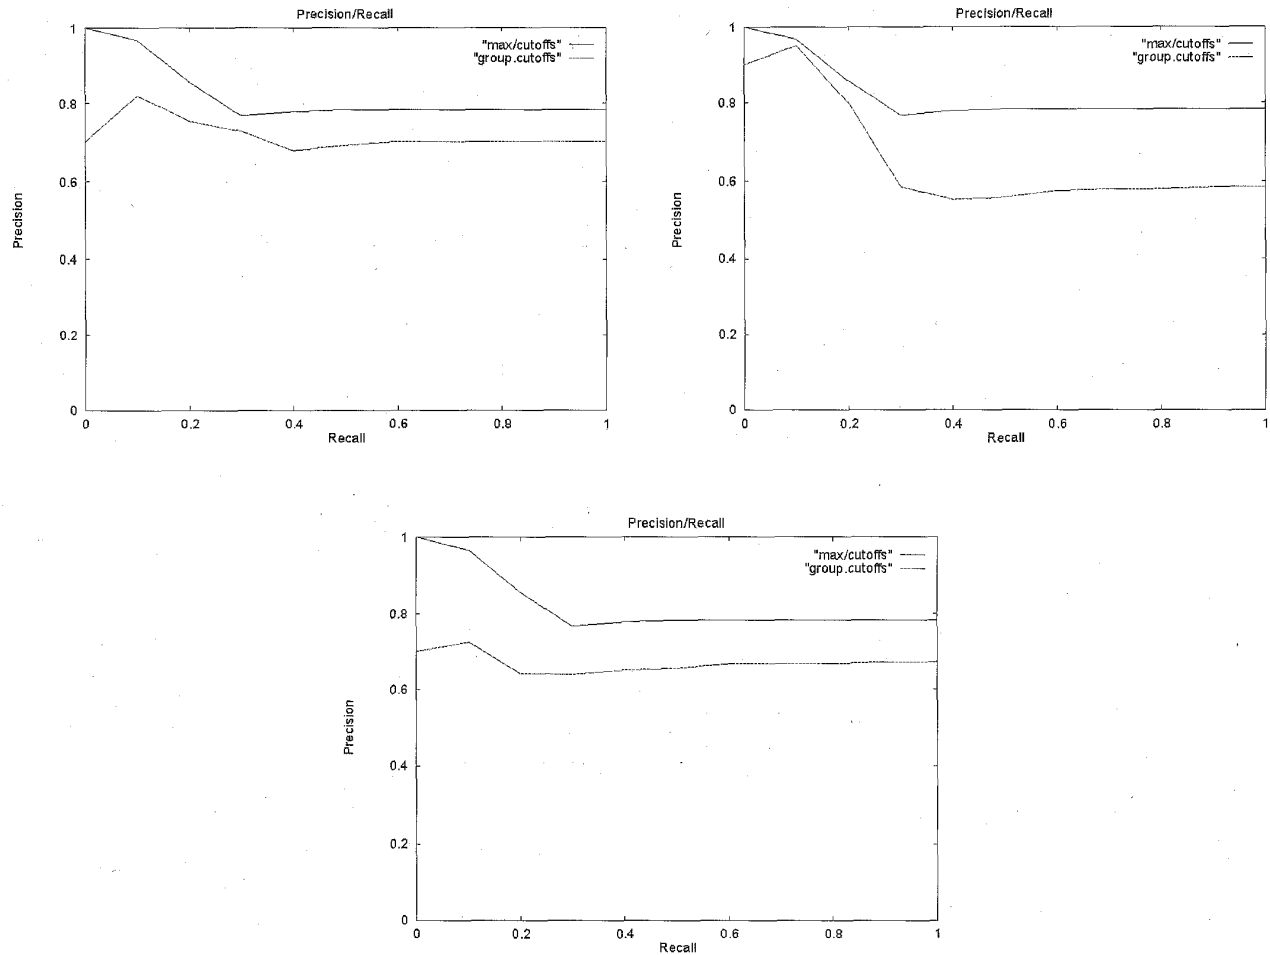 Precision/Recall
1
0.8
0.6
0.4
0.2
0
"max/cutoffs"
"group.cutoffs"
Precision
0 0.2 0.4 0.6 0.8 1
Recall
Precision/Recall
1
0.8
0.6
0.4
0.2
0
"max/cutoffs"
"group.cutoffs"
Precision
0 0.2 0.4 0.6 0.8 1
Recall
Precision/Recall
1
0.8
0.6
0.4
0.2
0
"max/cutoffs"
"group.cutoffs"
Precision
0 0.2 0.4 0.6 0.8 1
Recall